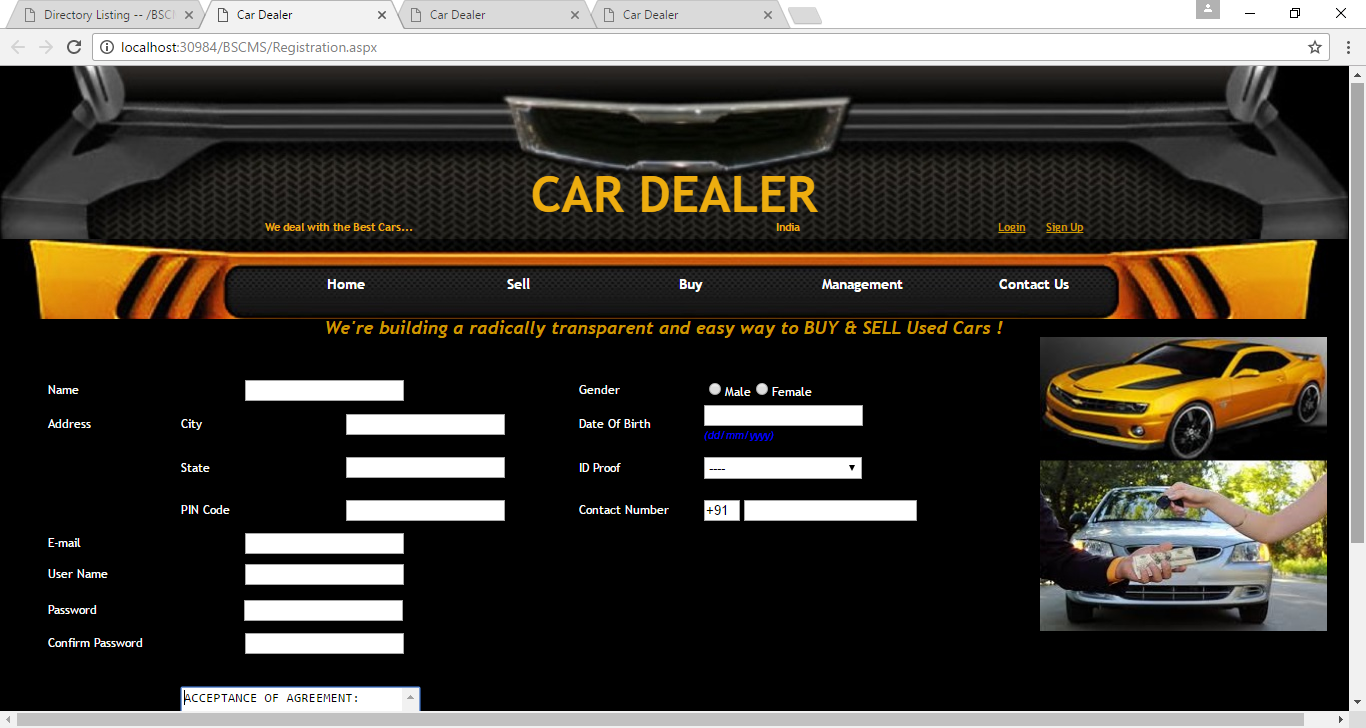 Directory Listing -- /BSC
Car Dealer
Car Dealer
Car Dealer
localhost:30984/BSCMS/Registration.aspx
CAR DEALER
We deal with the Best Cars... India Login Sign Up
Home Sell Buy Management Contact Us
We're building a radically transparent and easy way to BUY & SELL Used Cars !
Name Gender Male Female
Address City Date Of Birth
(dd/mm/yyyy)
State ID Proof ----
PIN Code Contact Number +91
E-mail
User Name
Password
Confirm Password
ACCEPTANCE OF AGREEMENT: